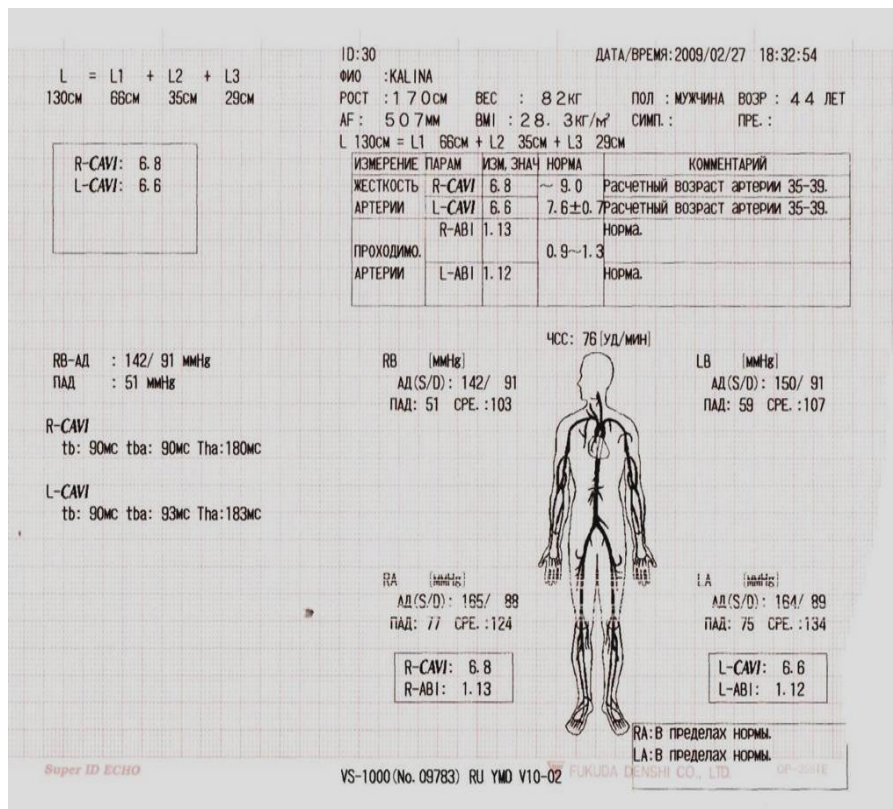 ID:30 ДАТА/ВРЕМЯ:2009/02/27 18:32:54
ФИО :KALINA
РОСТ :170см ВЕС : 82кг ПОЛ : МУЖЧИНА ВОЗР : 44 ЛЕТ
AF: 507мм BMI : 28. 3кг/м² СИМП. : ПРЕ. :
L 130см = L1 66см + L2 35см + L3 29см
L = L1 + L2 + L3
130см 66см 35см 29см
R-CAVI: 6. 8
L-CAVI: 6. 6
ИЗМЕРЕНИЕ ПАРАМ ИЗМ, ЗНАЧ НОРМА КОММЕНТАРИЙ
ЖЕСТКОСТЬ R-CAVI 6. 8 ~ 9. 0 Расчетный возраст артерии 35-39.
АРТЕРИИ L-CAVI 6. 6 7. 6±0. 7 Расчетный возраст артерии 35-39.
R-ABI 1. 13 Норма.
ПРОХОДИМО. 0. 9~1. 3
АРТЕРИИ L-ABI 1. 12 Норма.
ЧСС: 76[уд/мин]
RB-АД : 142/ 91 ммHg
ПАД : 51 ммHg
R-CAVI
tb: 90мс tba: 90мс Tha:180мс
L-CAVI
tb: 90мс tba: 93мс Tha:183мс
RB [ммHg]
АД(S/D): 142/ 91
ПАД: 51 СРЕ. :103
LB [ммHg]
АД(S/D): 150/ 91
ПАД: 59 СРЕ. :107
RA [ммHg]
АД(S/D): 165/ 88
ПАД: 77 СРЕ. :124
R-CAVI: 6. 8
R-ABI: 1. 13
LA [ммHg]
АД(S/D): 164/ 89
ПАД: 75 СРЕ. :134
L-CAVI: 6. 6
L-ABI: 1. 12
RA:В пределах нормы.
LA:В пределах нормы.
Super ID ECHO
VS-1000(No. 09783) RU YMD V10-02
FUKUDA DENSHI CO., LTD.